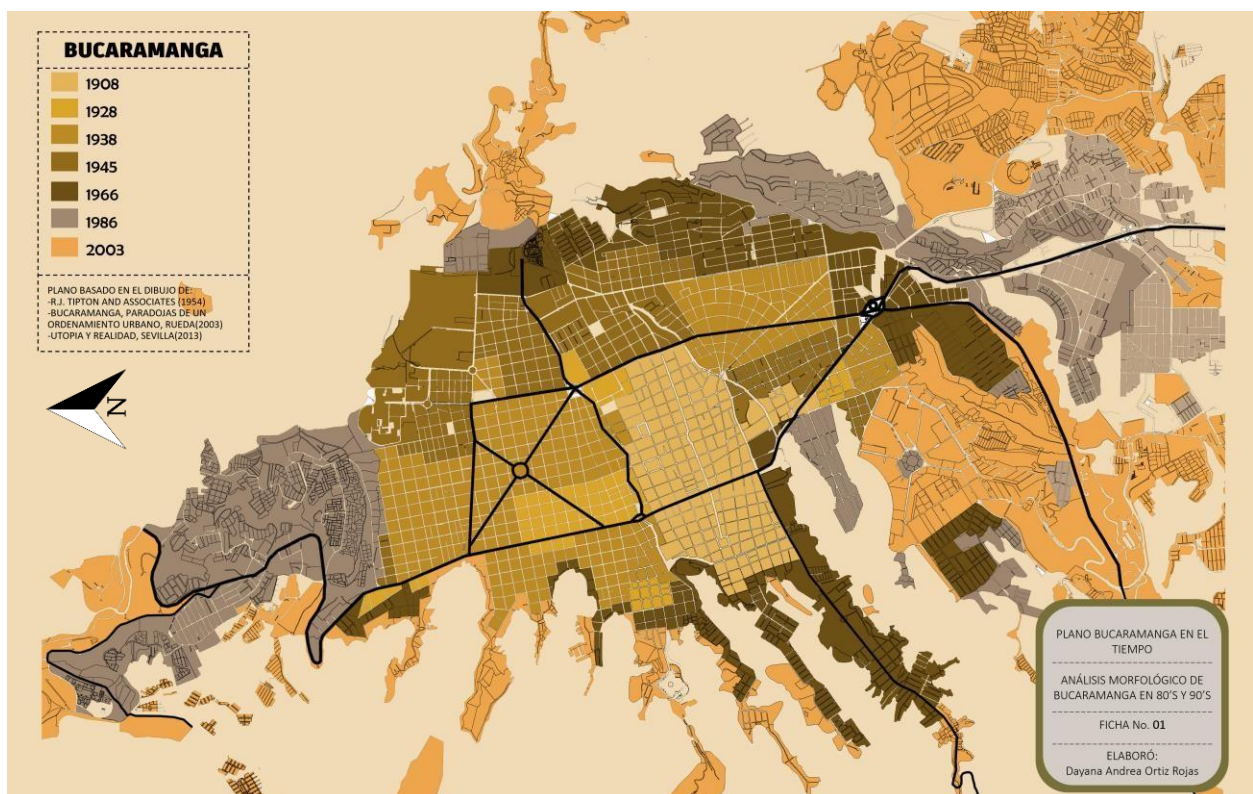 BUCARAMANGA
1908
1928
1938
1945
1966
1986
2003
PLANO BASADO EN EL DIBUJO DE:
-R.J. TIPTON AND ASSOCIATES (1954)
-BUCARAMANGA, PARADOJAS DE UN
ORDENAMIENTO URBANO, RUEDA(2003)
-UTOPIA Y REALIDAD, SEVILLA(2013)
N
PLANO BUCARAMANGA EN EL
TIEMPO
ANÁLISIS MORFOLÓGICO DE
BUCARAMANGA EN 80'S Y 90'S
FICHA No. 01
ELABORÓ:
Dayana Andrea Ortiz Rojas